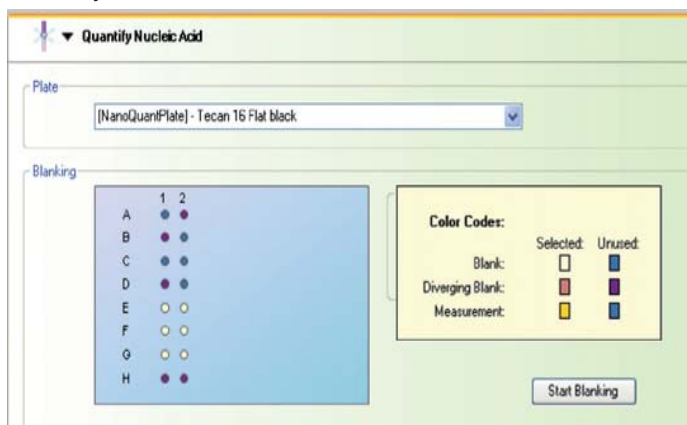 Quantify Nucleic Acid
Plate
[NanoQuantPlate] - Tecan 16 Flat black
Blanking
1 2
A
B
C
D
E
F
G
H
Color Codes:
Selected: Unused:
Blank:
Diverging Blank:
Measurement:
Start Blanking